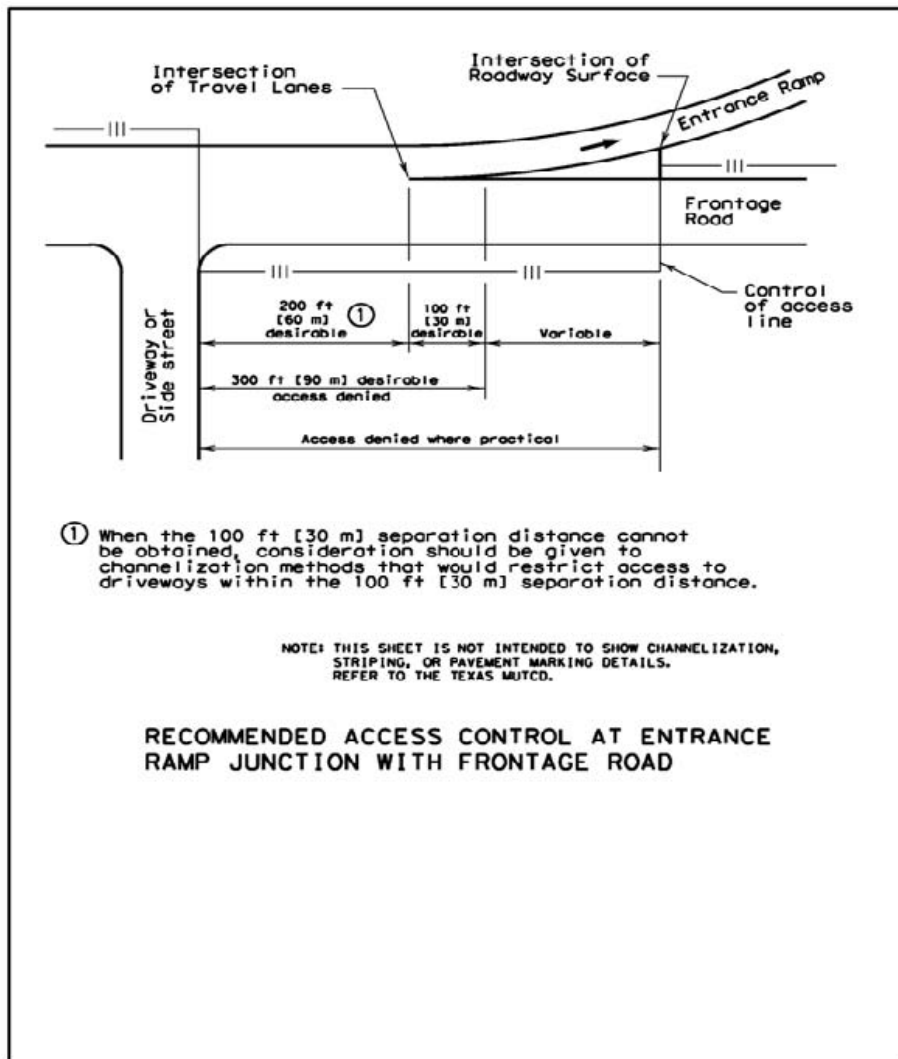 Intersection
of Travel Lanes
Intersection of
Roadway Surface
Entrance Ramp
Frontage
Road
Control
of access
line
Driveway or
Side street
200 ft
[60 m]
desirable
①
100 ft
[30 m]
desirable
Variable
300 ft [90 m] desirable
access denied
Access denied where practical
① When the 100 ft [30 m] separation distance cannot
be obtained, consideration should be given to
channelization methods that would restrict access to
driveways within the 100 ft [30 m] separation distance.
NOTE: THIS SHEET IS NOT INTENDED TO SHOW CHANNELIZATION,
STRIPING, OR PAVEMENT MARKING DETAILS.
REFER TO THE TEXAS MUTCD.
RECOMMENDED ACCESS CONTROL AT ENTRANCE
RAMP JUNCTION WITH FRONTAGE ROAD